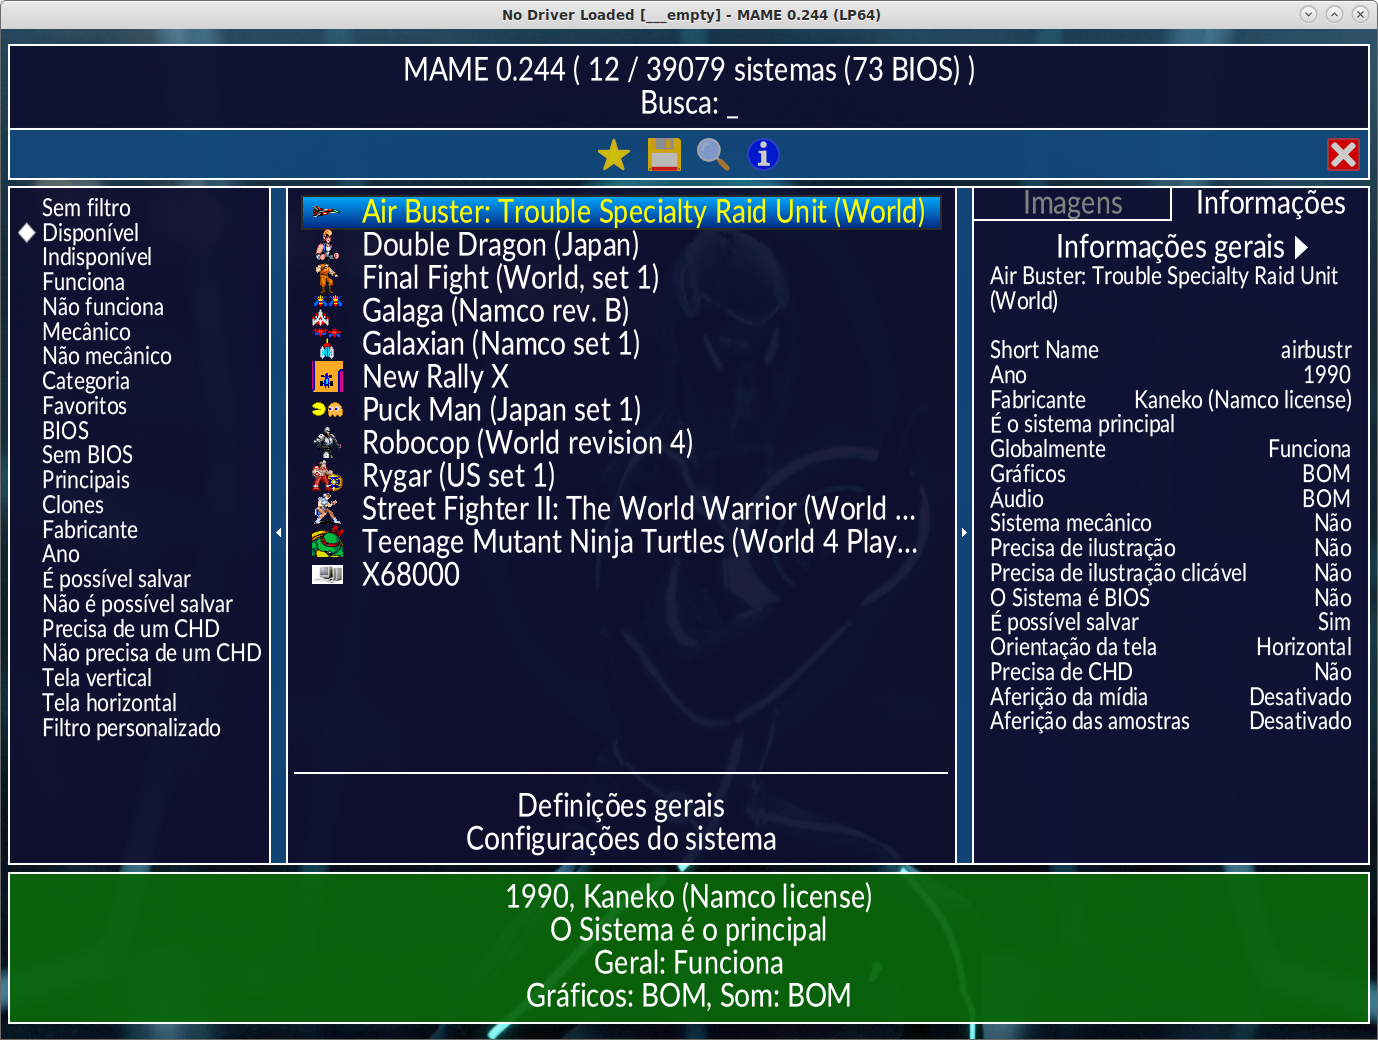 No Driver Loaded [___empty] - MAME 0.244 (LP64)
MAME 0.244 ( 12 / 39079 sistemas (73 BIOS) )
Busca: _
Sem filtro
Disponível
Indisponível
Funciona
Não funciona
Mecânico
Não mecânico
Categoria
Favoritos
BIOS
Sem BIOS
Principais
Clones
Fabricante
Ano
É possível salvar
Não é possível salvar
Precisa de um CHD
Não precisa de um CHD
Tela vertical
Tela horizontal
Filtro personalizado
Air Buster: Trouble Specialty Raid Unit (World)
Double Dragon (Japan)
Final Fight (World, set 1)
Galaga (Namco rev. B)
Galaxian (Namco set 1)
New Rally X
Puck Man (Japan set 1)
Robocop (World revision 4)
Rygar (US set 1)
Street Fighter II: The World Warrior (World ...
Teenage Mutant Ninja Turtles (World 4 Play...
X68000
Definições gerais
Configurações do sistema
Imagens Informações
Informações gerais
Air Buster: Trouble Specialty Raid Unit
(World)
Short Name airbustr
Ano 1990
Fabricante Kaneko (Namco license)
É o sistema principal
Globalmente Funciona
Gráficos BOM
Áudio BOM
Sistema mecânico Não
Precisa de ilustração Não
Precisa de ilustração clicável Não
O Sistema é BIOS Não
É possível salvar Sim
Orientação da tela Horizontal
Precisa de CHD Não
Aferição da mídia Desativado
Aferição das amostras Desativado
1990, Kaneko (Namco license)
O Sistema é o principal
Geral: Funciona
Gráficos: BOM, Som: BOM